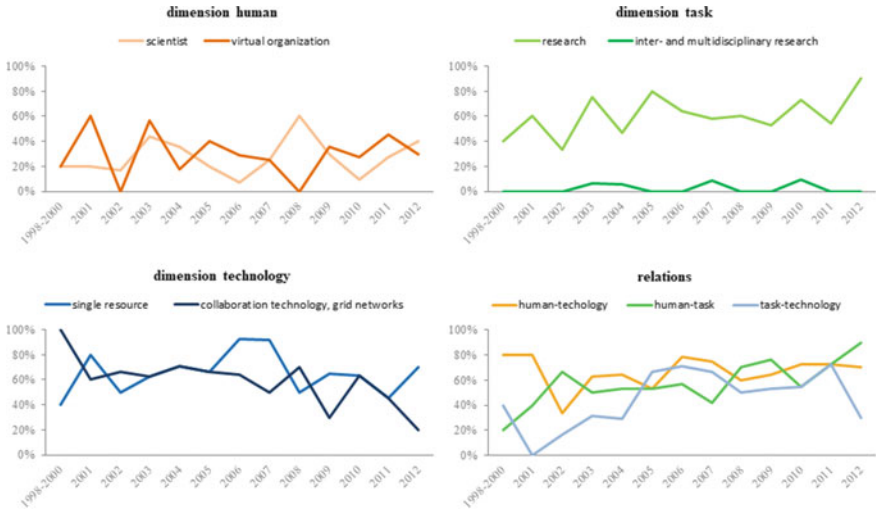 dimension human
scientist virtual organization
100%
80%
60%
40%
20%
0%
1998-2000 2001 2002 2003 2004 2005 2006 2007 2008 2009 2010 2011 2012
dimension task
research inter- and multidisciplinary research
100%
80%
60%
40%
20%
0%
1998-2000 2001 2002 2003 2004 2005 2006 2007 2008 2009 2010 2011 2012
dimension technology
single resource collaboration technology, grid networks
100%
80%
60%
40%
20%
0%
1998-2000 2001 2002 2003 2004 2005 2006 2007 2008 2009 2010 2011 2012
relations
human-techology human-task task-technology
100%
80%
60%
40%
20%
0%
1998-2000 2001 2002 2003 2004 2005 2006 2007 2008 2009 2010 2011 2012